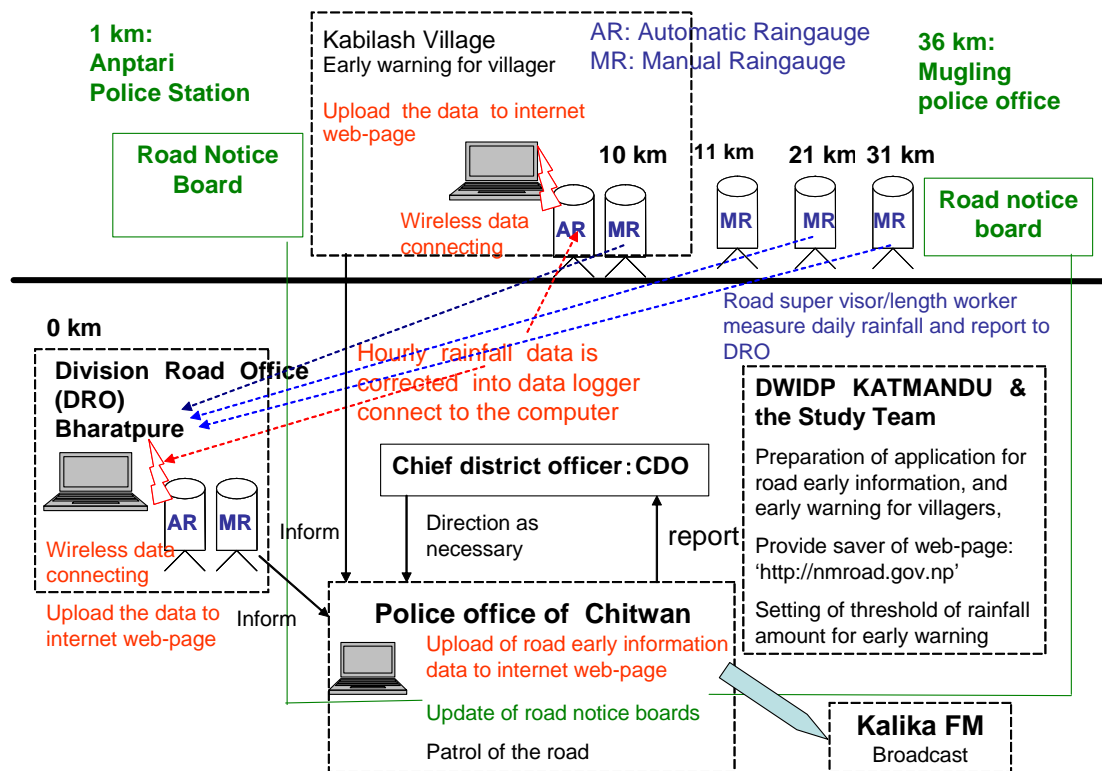 1 km:
Anptari
Police Station
Road Notice
Board
Kabilash Village
Early warning for villager
Upload the data to internet
web-page
Wireless data
connecting
AR: Automatic Raingauge
MR: Manual Raingauge
36 km:
Mugling
police office
10 km
11 km
21 km
31 km
AR
MR
MR
MR
MR
Road notice
board
Road super visor/length worker
measure daily rainfall and report to
DRO
0 km
Division Road Office
(DRO)
Bharatpure
AR
MR
Wireless data
connecting
Upload the data to
internet web-page
Hourly rainfall data is
corrected into data logger
connect to the computer
Inform
Inform
Chief district officer: CDO
Direction as
necessary
report
DWIDP KATMANDU &
the Study Team
Preparation of application for
road early information, and
early warning for villagers,
Provide saver of web-page:
‘http://nmroad.gov.np’
Setting of threshold of rainfall
amount for early warning
Police office of Chitwan
Upload of road early information
data to internet web-page
Update of road notice boards
Patrol of the road
Kalika FM
Broadcast